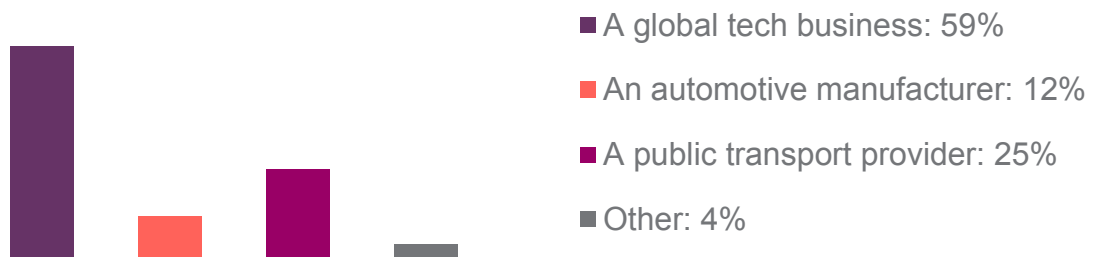 A global tech business: 59%
An automotive manufacturer: 12%
A public transport provider: 25%
Other: 4%